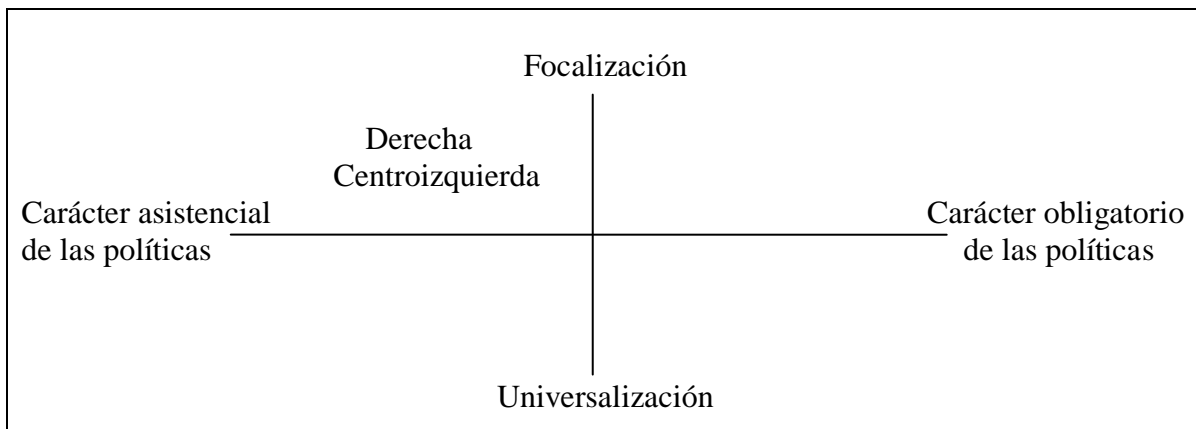 Focalización
Derecha
Centroizquierda
Carácter asistencial
de las políticas
Carácter obligatorio
de las políticas
Universalización